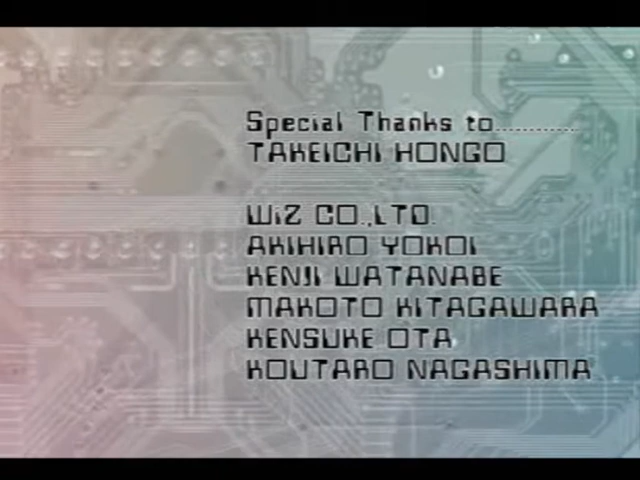 Special Thanks to............
TAKEICHI HONGO
WiZ CO.,LTD.
AKIHIRO YOKOI
KENJI WATANABE
MAKOTO KITAGAWARA
KENSUKE OTA
KOUTARO NAGASHIMA